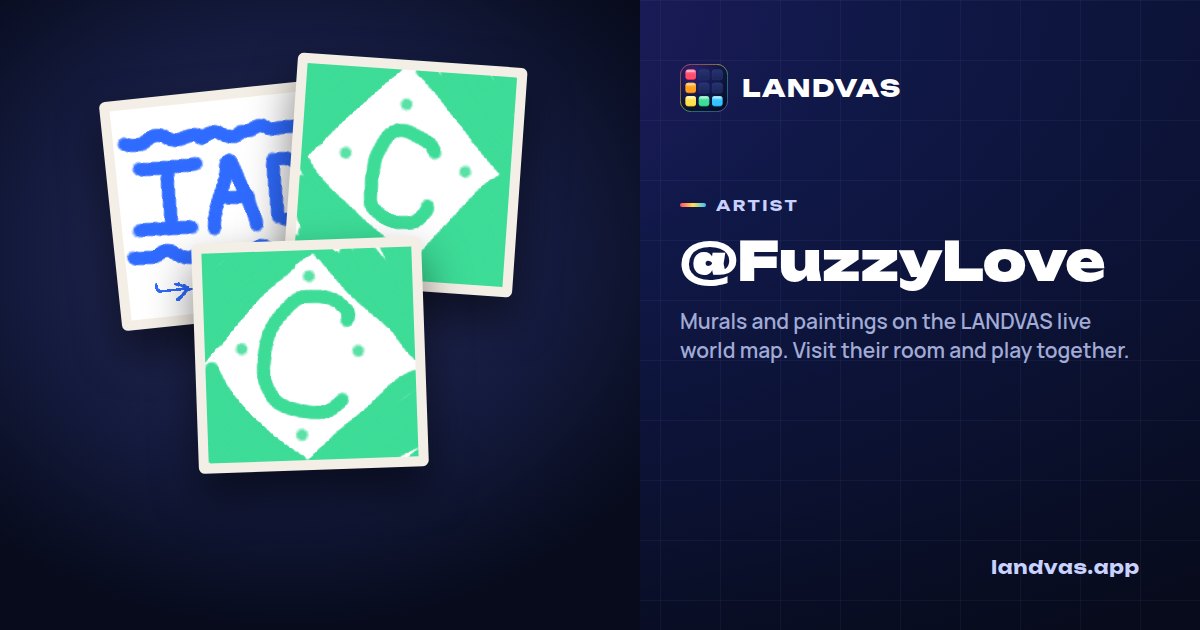 IAD
C
C
LANDVAS
ARTIST
@FuzzyLove
Murals and paintings on the LANDVAS live
world map. Visit their room and play together.
landvas.app